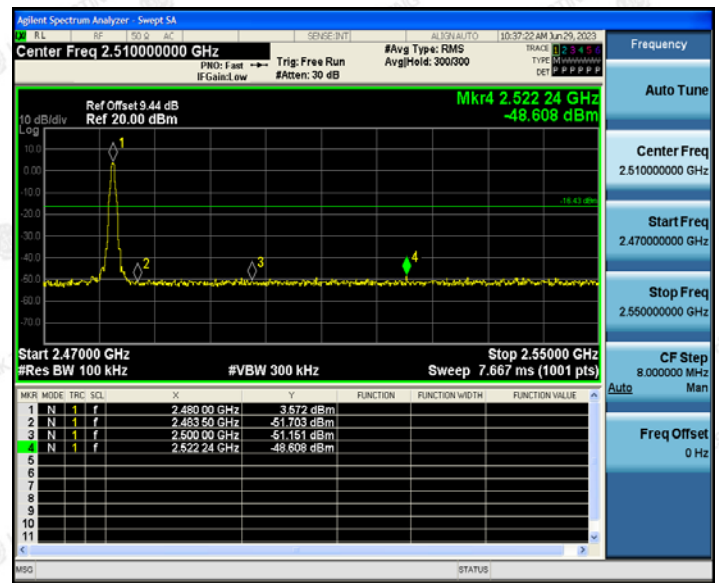 Agilent Spectrum Analyzer - Swept SA
RL RF 50 Ω AC SENSE:INT ALIGNAUTO 10:37:22 AM Jun 29, 2023
Center Freq 2.510000000 GHz
PNO: Fast
IFGain:Low
Trig: Free Run
#Atten: 30 dB
#Avg Type: RMS
Avg|Hold: 300/300
TRACE 1 2 3 4 5 6
TYPE M
DET P P P P P P
Frequency
Auto Tune
Center Freq
2.510000000 GHz
Start Freq
2.470000000 GHz
Stop Freq
2.550000000 GHz
CF Step
8.000000 MHz
Auto Man
Freq Offset
0 Hz
Ref Offset 9.44 dB
Ref 20.00 dBm
10 dB/div
Log
Mkr4 2.522 24 GHz
-48.608 dBm
10.0
0.00
-10.0
-20.0
-30.0
-40.0
-50.0
-60.0
-70.0
-16.43 dBm
1
2
3
4
Start 2.47000 GHz
#Res BW 100 kHz
#VBW 300 kHz
Stop 2.55000 GHz
Sweep 7.667 ms (1001 pts)
MKR MODE TRC SCL X Y FUNCTION FUNCTION WIDTH FUNCTION VALUE
1 N 1 f 2.480 00 GHz 3.572 dBm
2 N 1 f 2.483 50 GHz -51.703 dBm
3 N 1 f 2.500 00 GHz -51.151 dBm
4 N 1 f 2.522 24 GHz -48.608 dBm
5
6
7
8
9
10
11
MSG STATUS